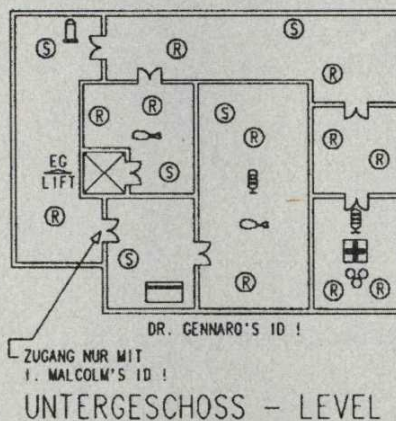 S
S
R
R
R
R
S
R
R
R
EG
LIFT
S
R
S
R
R
R
DR. GENNARO'S ID !
ZUGANG NUR MIT
I. MALCOLM'S ID !
UNTERGESCHOSS - LEVEL